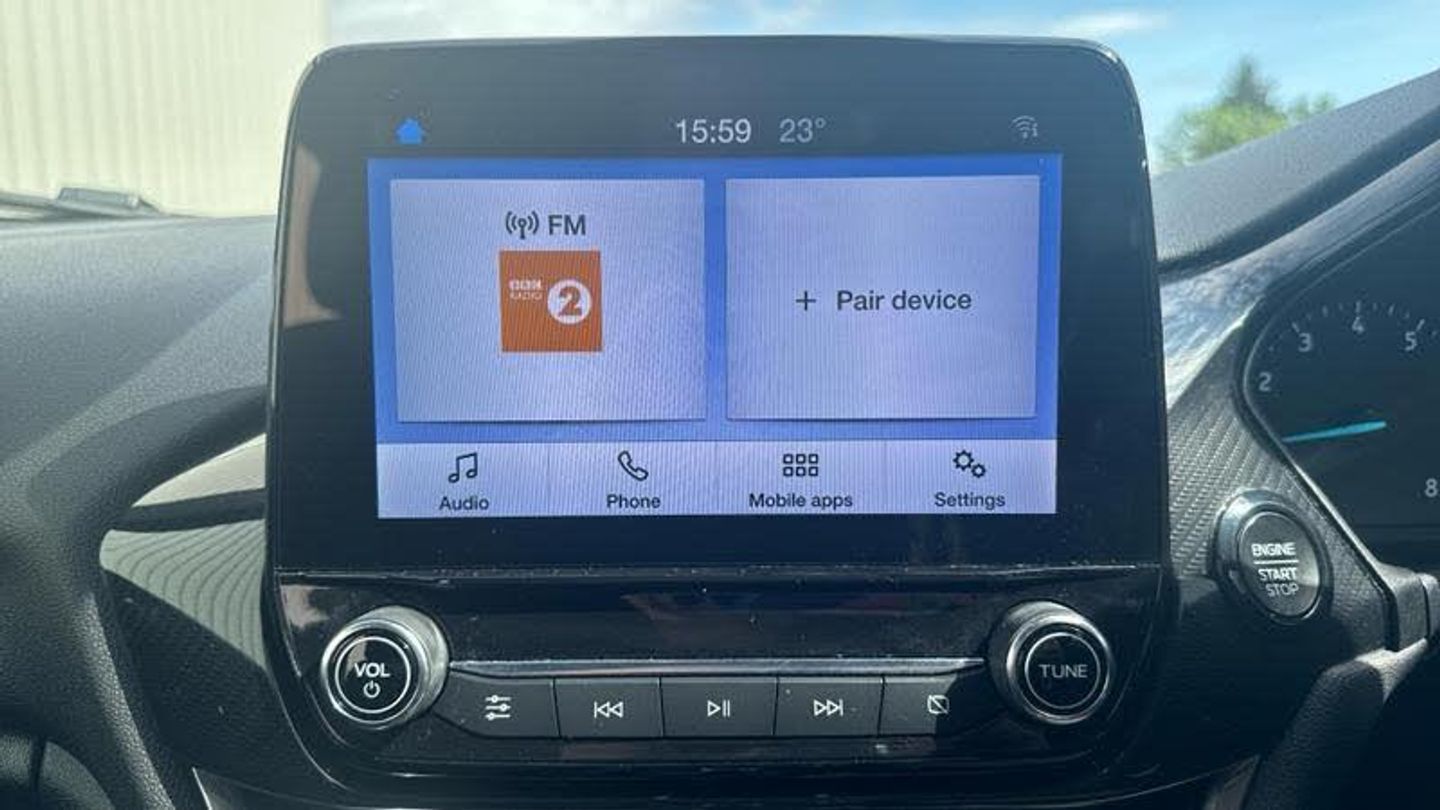 15:59 23°
FM
BBC
RADIO
2
+ Pair device
Audio
Phone
Mobile apps
Settings
2
3
4
5
8
ENGINE
START
STOP
VOL
TUNE